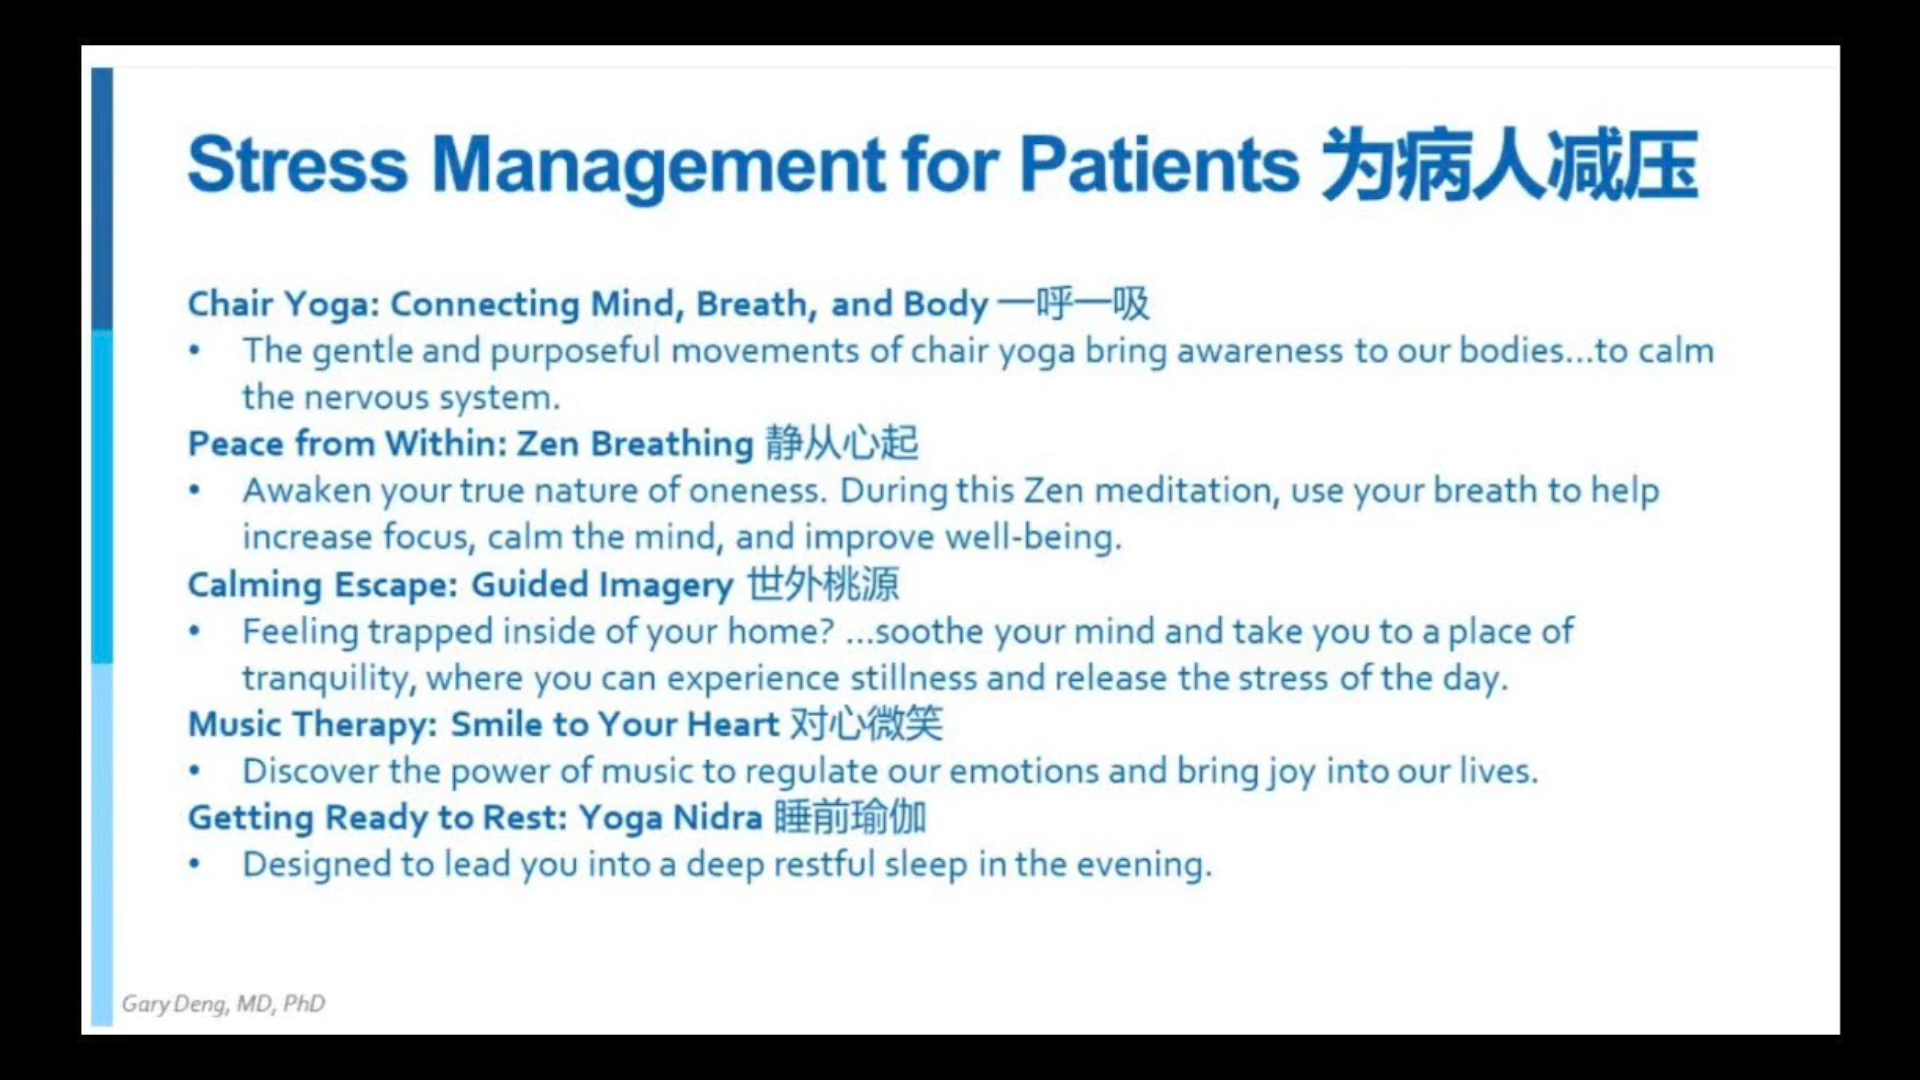 Stress Management for Patients 为病人减压
Chair Yoga: Connecting Mind, Breath, and Body 一呼一吸
• The gentle and purposeful movements of chair yoga bring awareness to our bodies...to calm
the nervous system.
Peace from Within: Zen Breathing 静从心起
• Awaken your true nature of oneness. During this Zen meditation, use your breath to help
increase focus, calm the mind, and improve well-being.
Calming Escape: Guided Imagery 世外桃源
• Feeling trapped inside of your home? ...soothe your mind and take you to a place of
tranquility, where you can experience stillness and release the stress of the day.
Music Therapy: Smile to Your Heart 对心微笑
• Discover the power of music to regulate our emotions and bring joy into our lives.
Getting Ready to Rest: Yoga Nidra 睡前瑜伽
• Designed to lead you into a deep restful sleep in the evening.
Gary Deng, MD, PhD